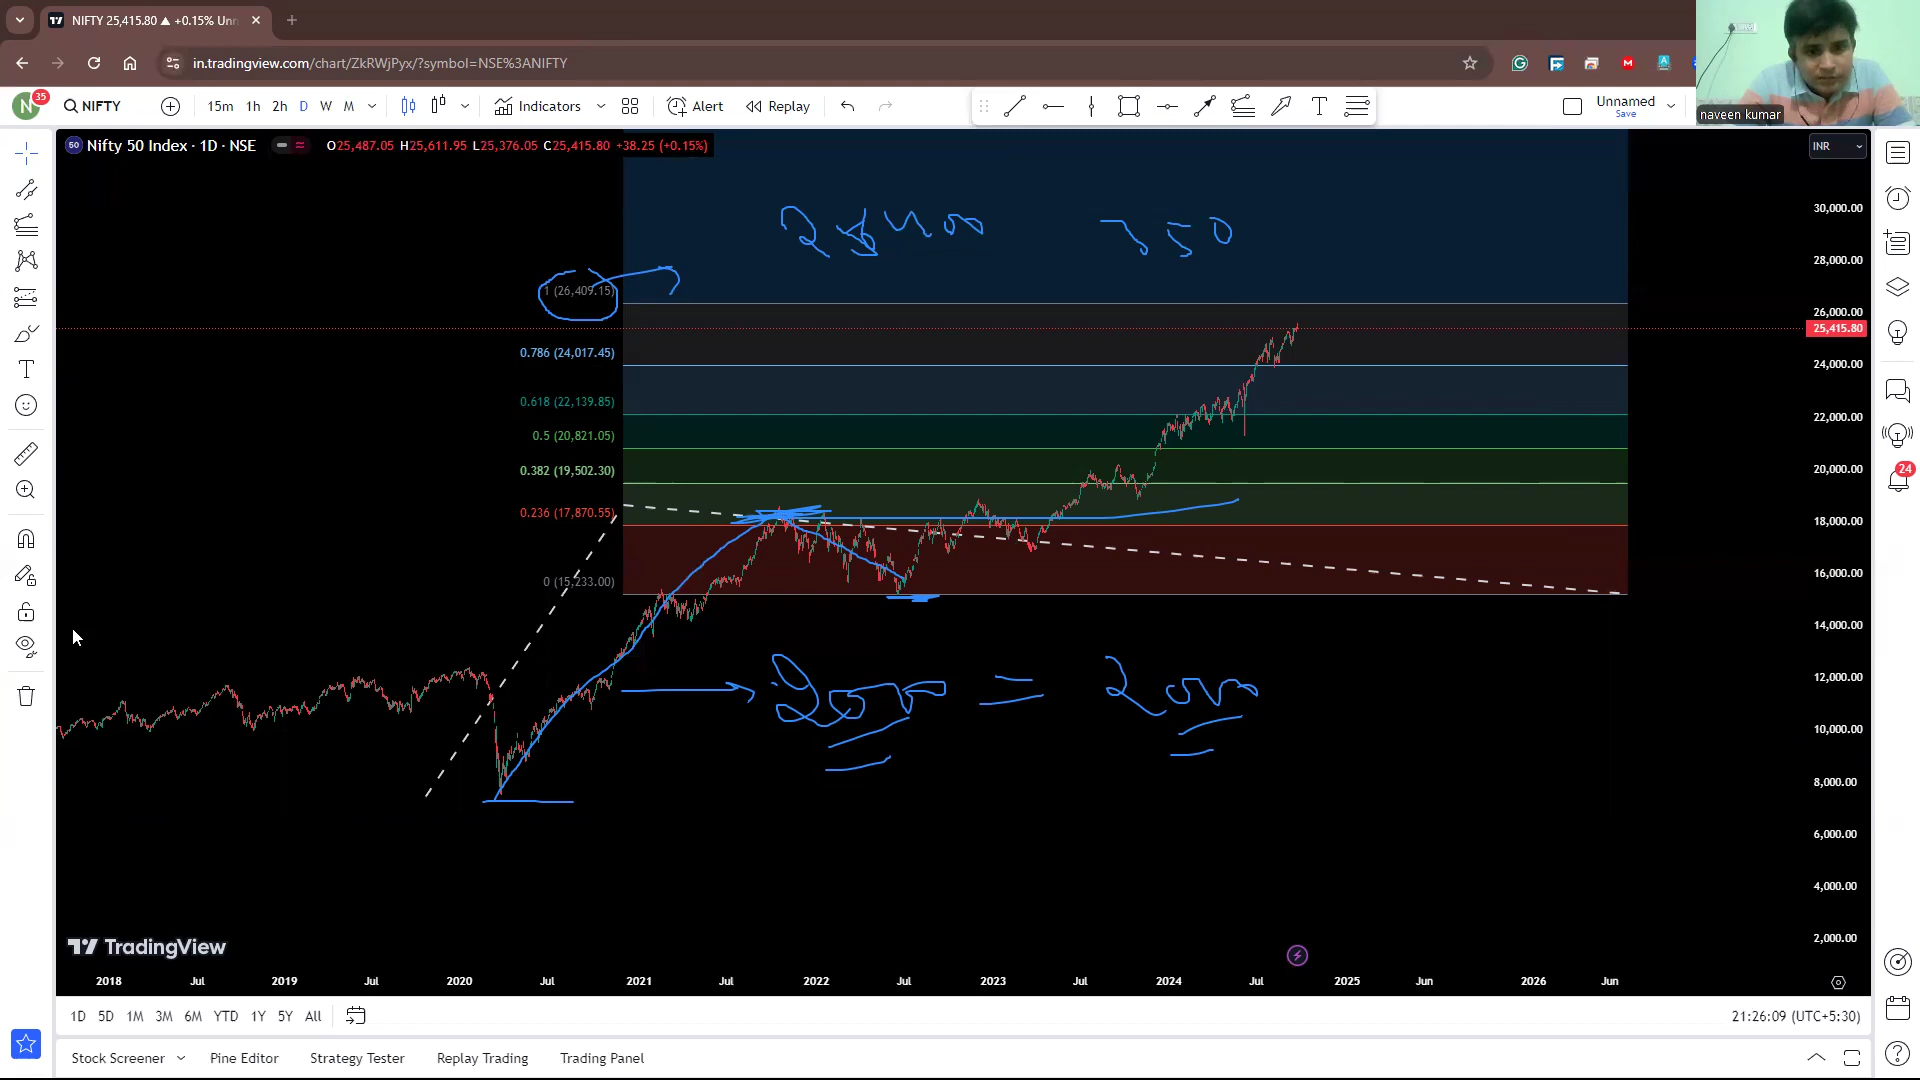 NIFTY 25,415.80 ▲ +0.15% Unn
in.tradingview.com/chart/ZkRWjPyx/?symbol=NSE%3ANIFTY
N 35 NIFTY 15m 1h 2h D W M Indicators Alert Replay T Unnamed
Save
naveen kumar
50 Nifty 50 Index · 1D · NSE O25,487.05 H25,611.95 L25,376.05 C25,415.80 +38.25 (+0.15%)
INR
30,000.00
28,000.00
26,000.00
25,415.80
24,000.00
22,000.00
20,000.00
18,000.00
16,000.00
14,000.00
12,000.00
10,000.00
8,000.00
6,000.00
4,000.00
2,000.00
350
1 (26,409.15)
0.786 (24,017.45)
0.618 (22,139.85)
0.5 (20,821.05)
0.382 (19,502.30)
0.236 (17,870.55)
0 (15,233.00)
24
TradingView
2018 Jul 2019 Jul 2020 Jul 2021 Jul 2022 Jul 2023 Jul 2024 Jul 2025 Jun 2026 Jun
1D 5D 1M 3M 6M YTD 1Y 5Y All 21:26:09 (UTC+5:30)
Stock Screener Pine Editor Strategy Tester Replay Trading Trading Panel